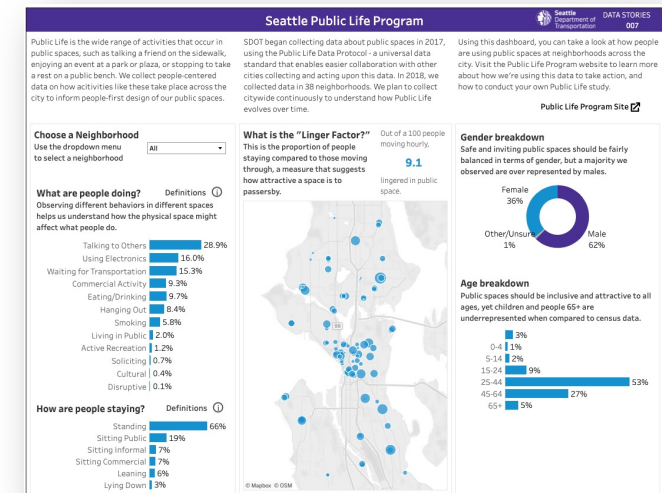 Seattle Public Life Program
Seattle
Department of
Transportation
DATA STORIES
007
Public Life is the wide range of activities that occur in
public spaces, such as talking a friend on the sidewalk,
enjoying an event at a park or plaza, or stopping to take
a rest on a public bench. We collect people-centered
data on how acitivities like these take place across the
city to inform people-first design of our public spaces.
SDOT began collecting data about public spaces in 2017,
using the Public Life Data Protocol - a universal data
standard that enables easier collaboration with other
cities collecting and acting upon this data. In 2018, we
collected data in 38 neighborhoods. We plan to collect
citywide continuously to understand how Public Life
evolves over time.
Using this dashboard, you can take a look at how people
are using public spaces at neighborhoods across the
city. Visit the Public Life Program website to learn more
about how we're using this data to take action, and
how to conduct your own Public Life study.
Public Life Program Site
Choose a Neighborhood
Use the dropdown menu
to select a neighborhood
All
What are people doing? Definitions
Observing different behaviors in different spaces
helps us understand how the physical space might
affect what people do.
Talking to Others 28.9%
Using Electronics 16.0%
Waiting for Transportation 15.3%
Commercial Activity 9.3%
Eating/Drinking 9.7%
Hanging Out 8.4%
Smoking 5.8%
Living in Public 2.0%
Active Recreation 1.2%
Soliciting 0.7%
Cultural 0.4%
Disruptive 0.1%
How are people staying? Definitions
Standing 66%
Sitting Public 19%
Sitting Informal 7%
Sitting Commercial 7%
Leaning 6%
Lying Down 3%
What is the "Linger Factor?"
This is the proportion of people
staying compared to those moving
through, a measure that suggests
how attractive a space is to
passersby.
Out of a 100 people
moving hourly,
9.1
lingered in public
space.
© Mapbox © OSM
Gender breakdown
Safe and inviting public spaces should be fairly
balanced in terms of gender, but a majority we
observed are over represented by males.
Female
36%
Other/Unsure
1%
Male
62%
Age breakdown
Public spaces should be inclusive and attractive to all
ages, yet children and people 65+ are
underrepresented when compared to census data.
3%
0-4 1%
5-14 2%
15-24 9%
25-44 53%
45-64 27%
65+ 5%